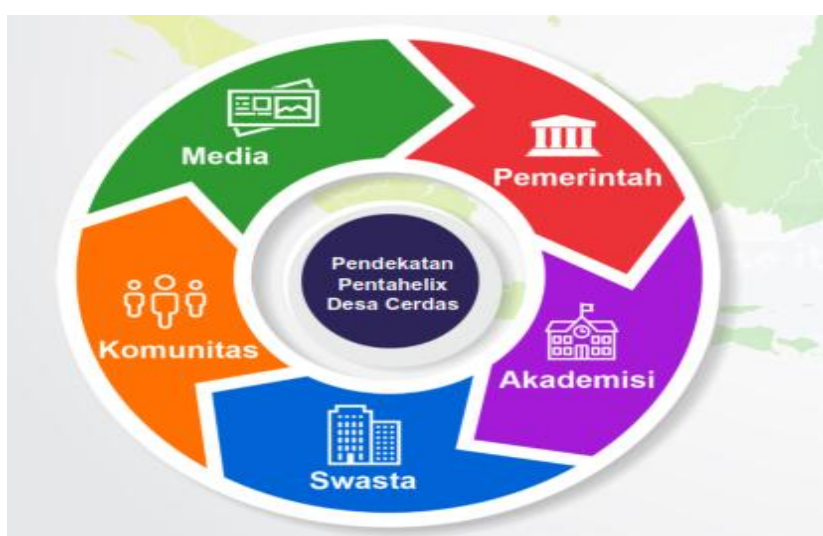 Media
Pemerintah
Pendekatan
Pentahelix
Desa Cerdas
Komunitas
Akademisi
Swasta